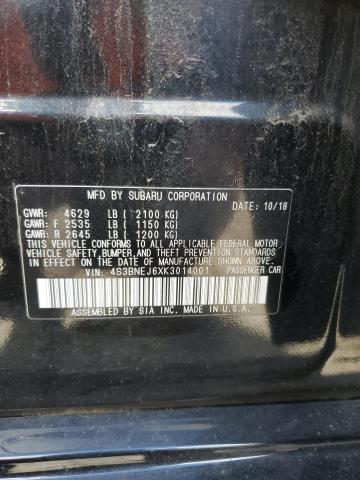 MFD BY SUBARU CORPORATION
DATE: 10/18
GVWR: 4629 LB ( 2100 KG)
GAWR: F 2535 LB ( 1150 KG)
GAWR: R 2645 LB ( 1200 KG)
THIS VEHICLE CONFORMS TO ALL APPLICABLE FEDERAL MOTOR
VEHICLE SAFETY,BUMPER,AND THEFT PREVENTION STANDARDS
IN EFFECT ON THE DATE OF MANUFACTURE SHOWN ABOVE.
VIN: 4S3BNEJ6XK3014001 PASSENGER CAR
ASSEMBLED BY SIA INC. MADE IN U.S.A.